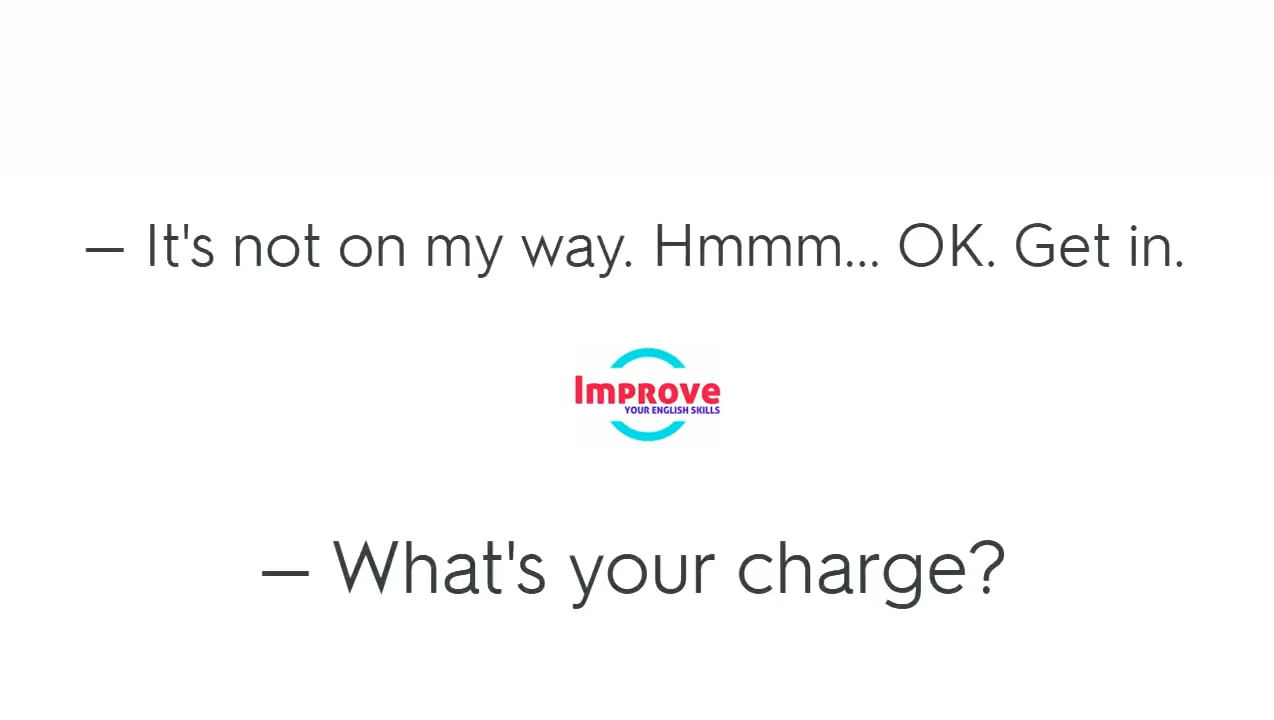 – It's not on my way. Hmmm... OK. Get in.
Improve
YOUR ENGLISH SKILLS
– What's your charge?